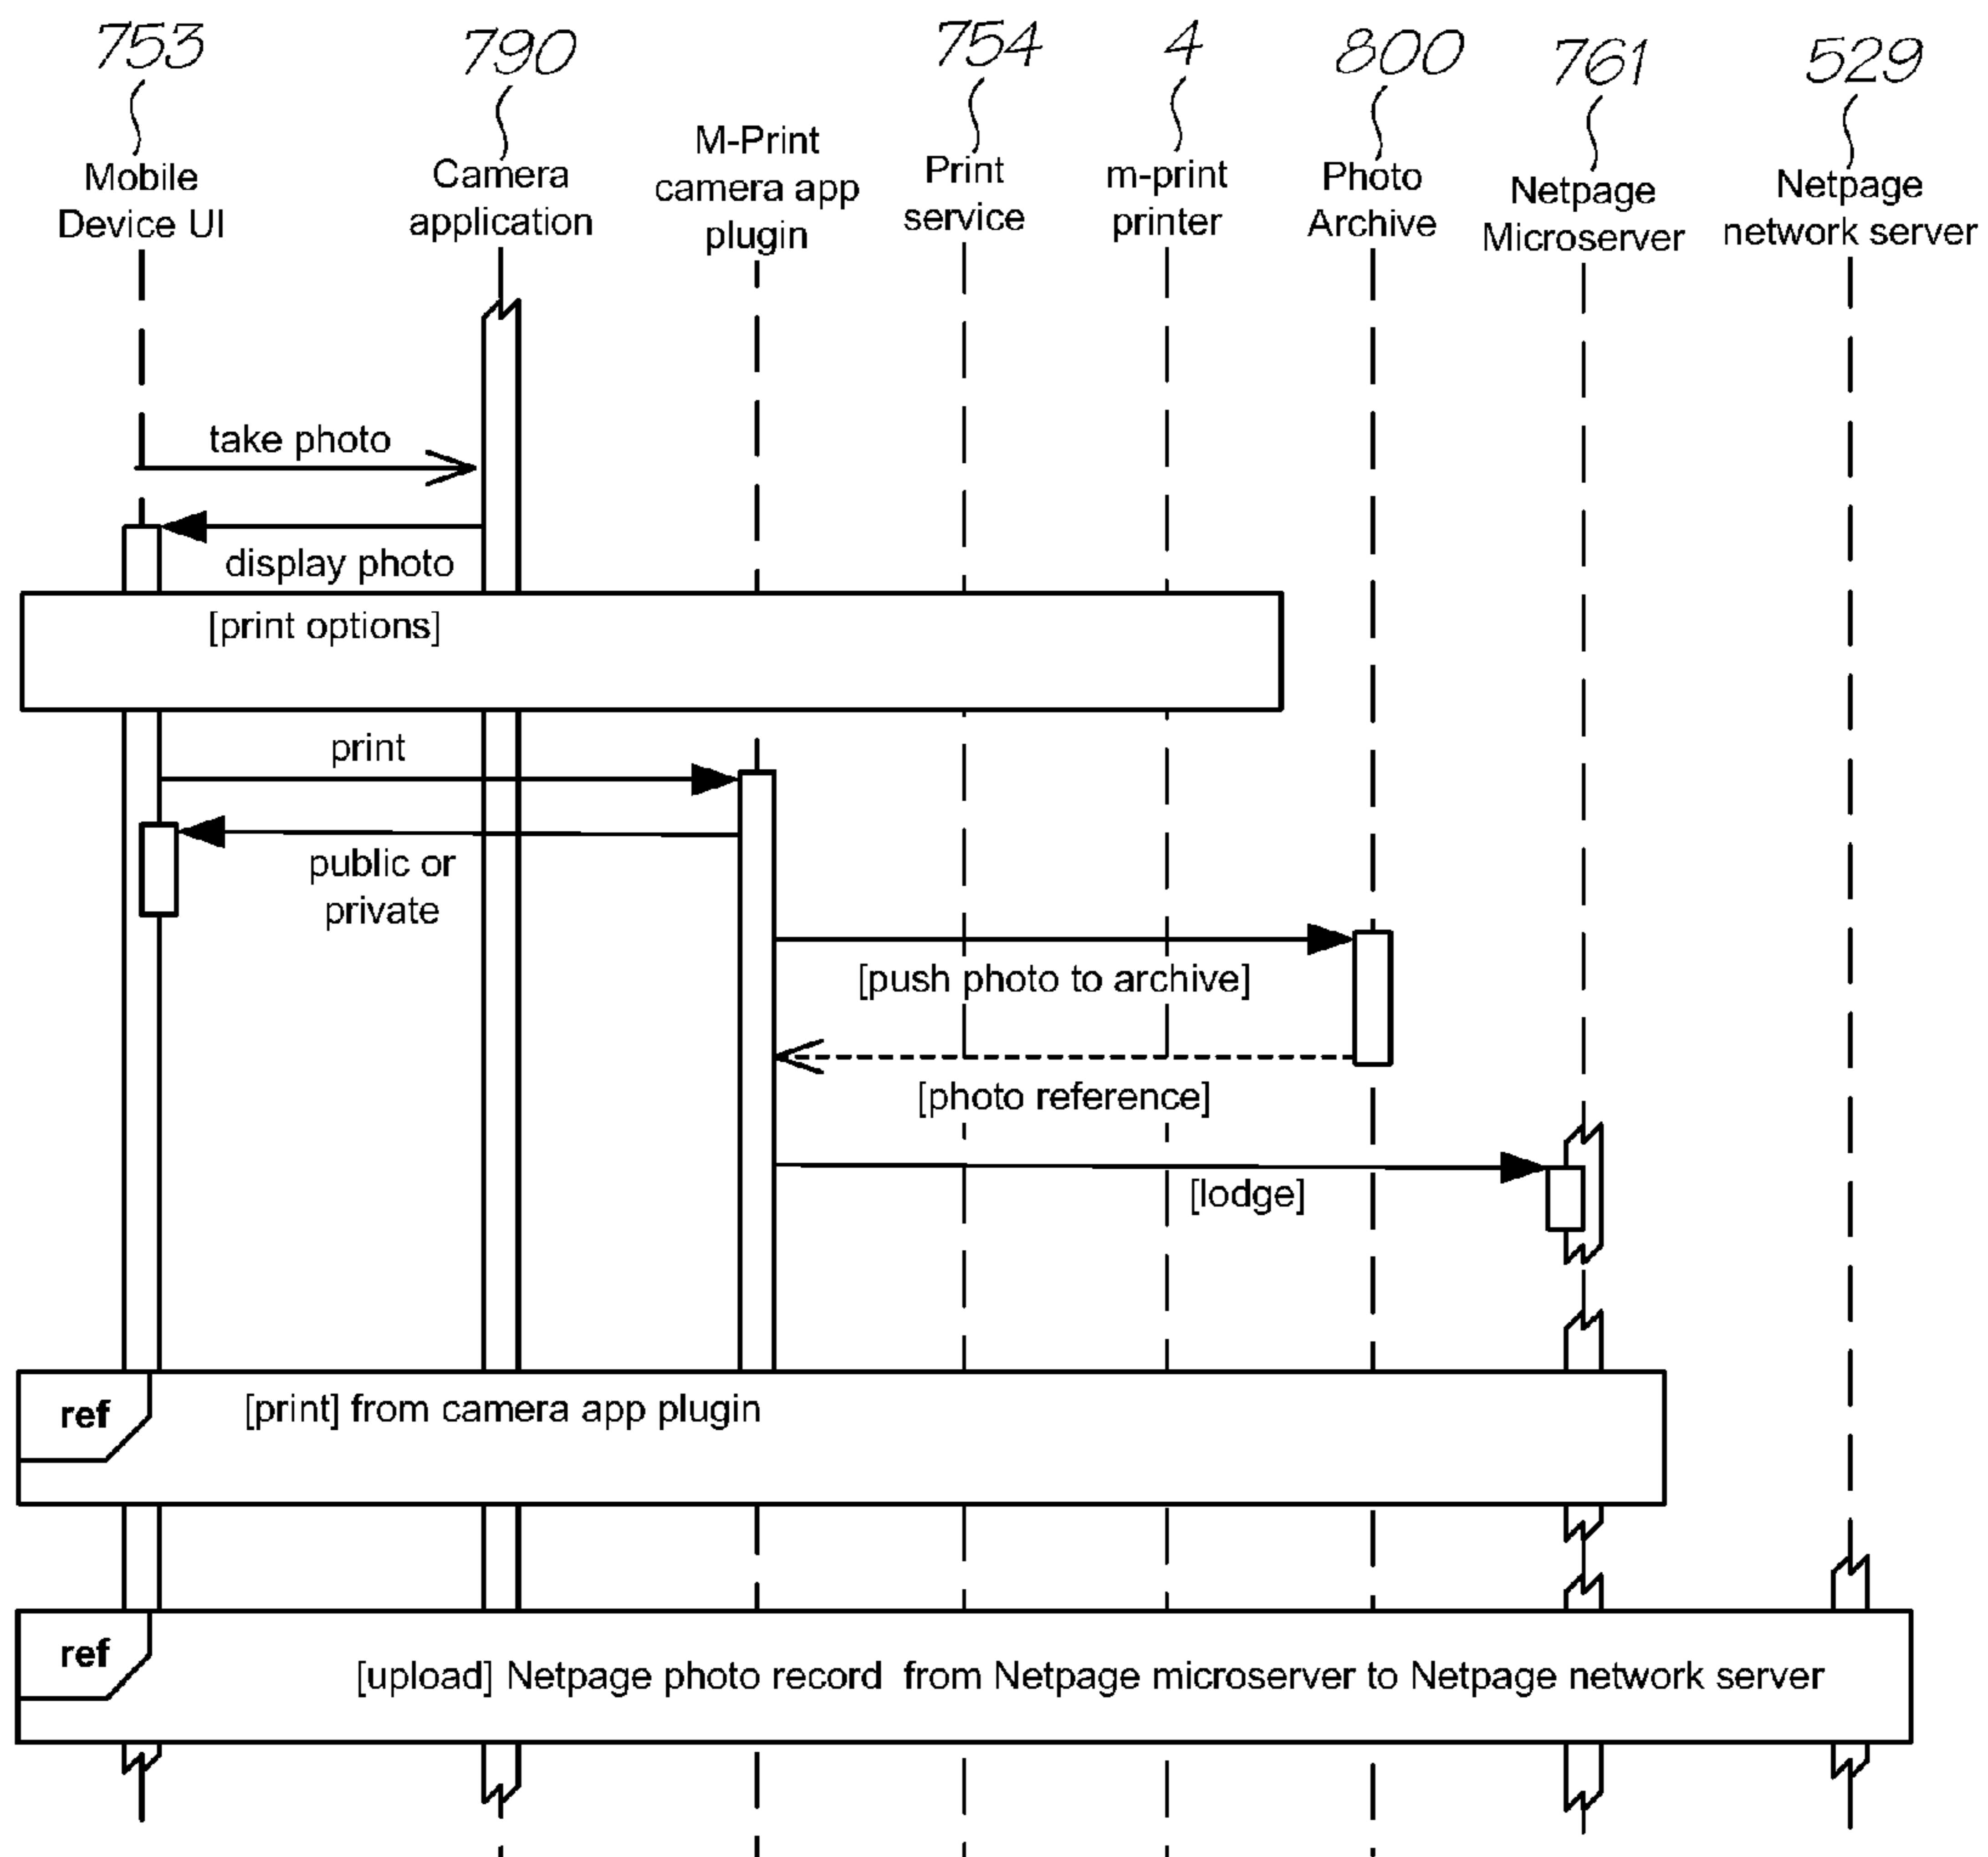 753
790
754
4
800
761
529
Mobile
Device UI
Camera
application
M-Print
camera app
plugin
Print
service
m-print
printer
Photo
Archive
Netpage
Microserver
Netpage
network server
take photo
display photo
[print options]
print
public or
private
[push photo to archive]
[photo reference]
[lodge]
ref
[print] from camera app plugin
ref
[upload] Netpage photo record from Netpage microserver to Netpage network server